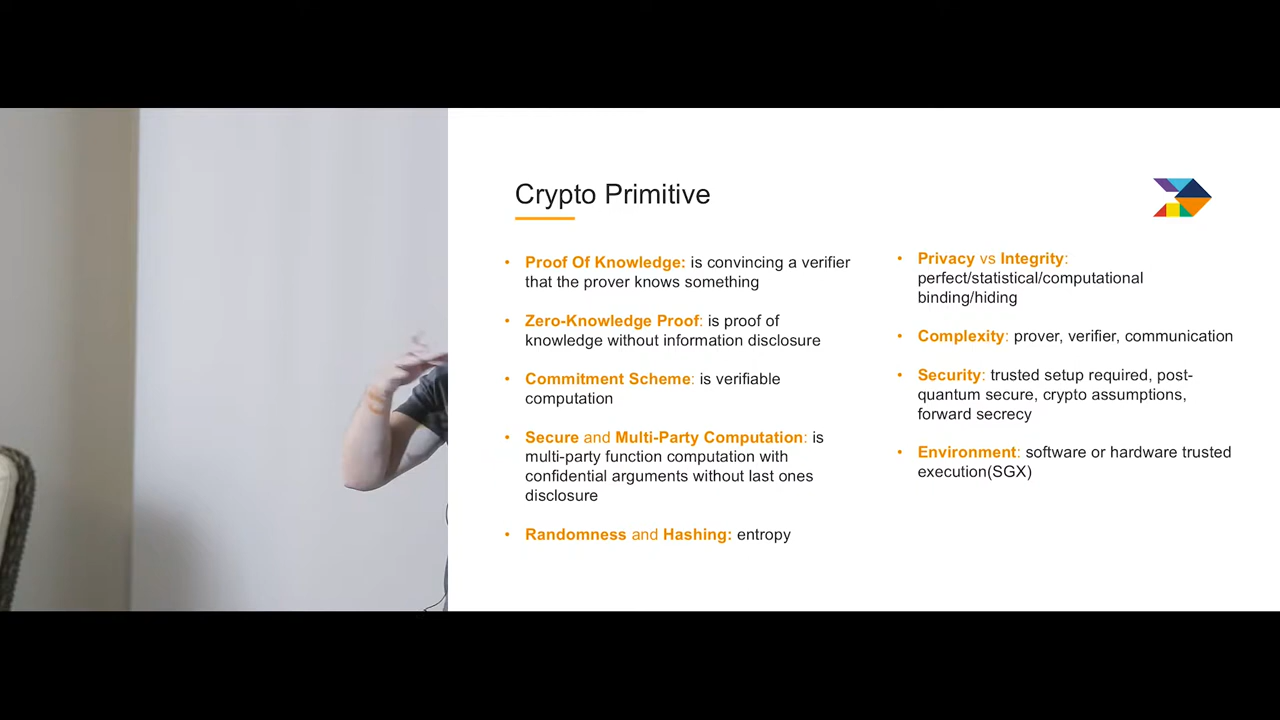 Crypto Primitive
• Proof Of Knowledge: is convincing a verifier
that the prover knows something
• Zero-Knowledge Proof: is proof of
knowledge without information disclosure
• Commitment Scheme: is verifiable
computation
• Secure and Multi-Party Computation: is
multi-party function computation with
confidential arguments without last ones
disclosure
• Randomness and Hashing: entropy
• Privacy vs Integrity:
perfect/statistical/computational
binding/hiding
• Complexity: prover, verifier, communication
• Security: trusted setup required, post-
quantum secure, crypto assumptions,
forward secrecy
• Environment: software or hardware trusted
execution(SGX)